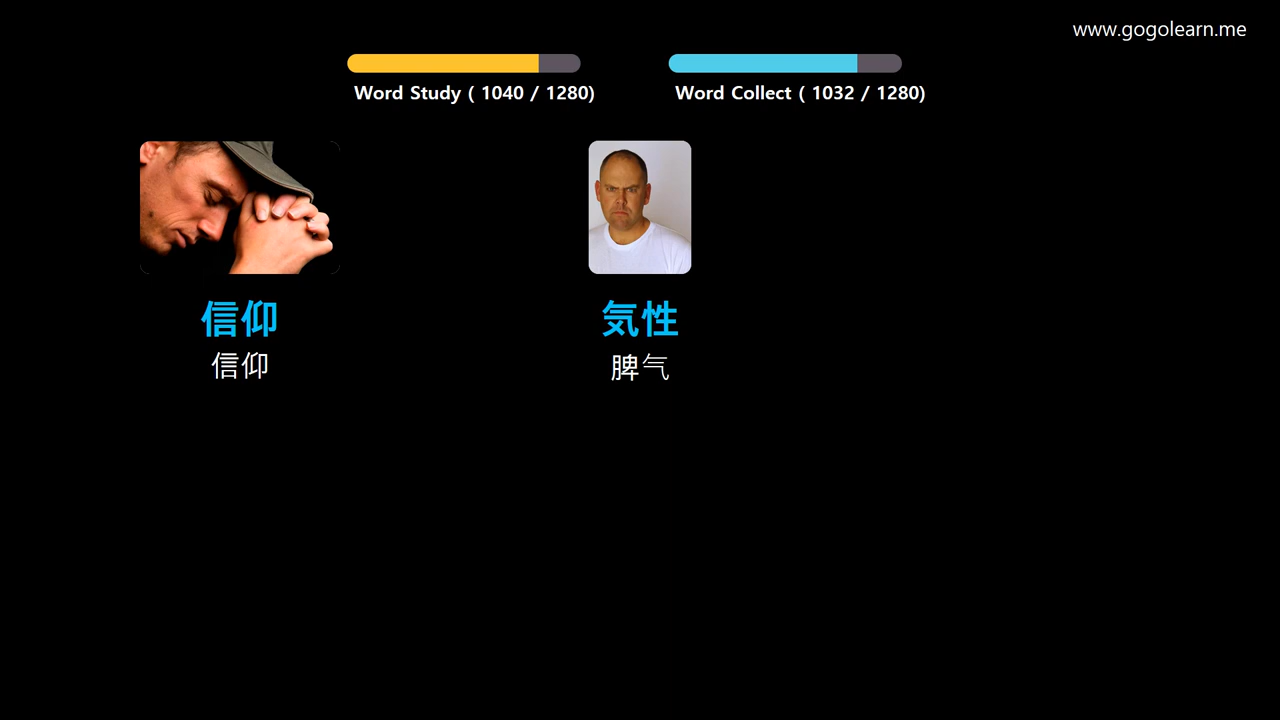 www.gogolearn.me
Word Study ( 1040 / 1280)
Word Collect ( 1032 / 1280)
信仰
信仰
気性
脾气